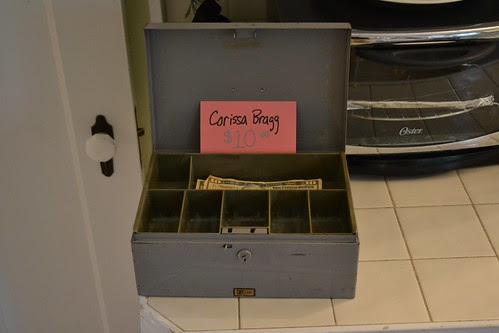 Corissa Bragg
$10.00
Oster